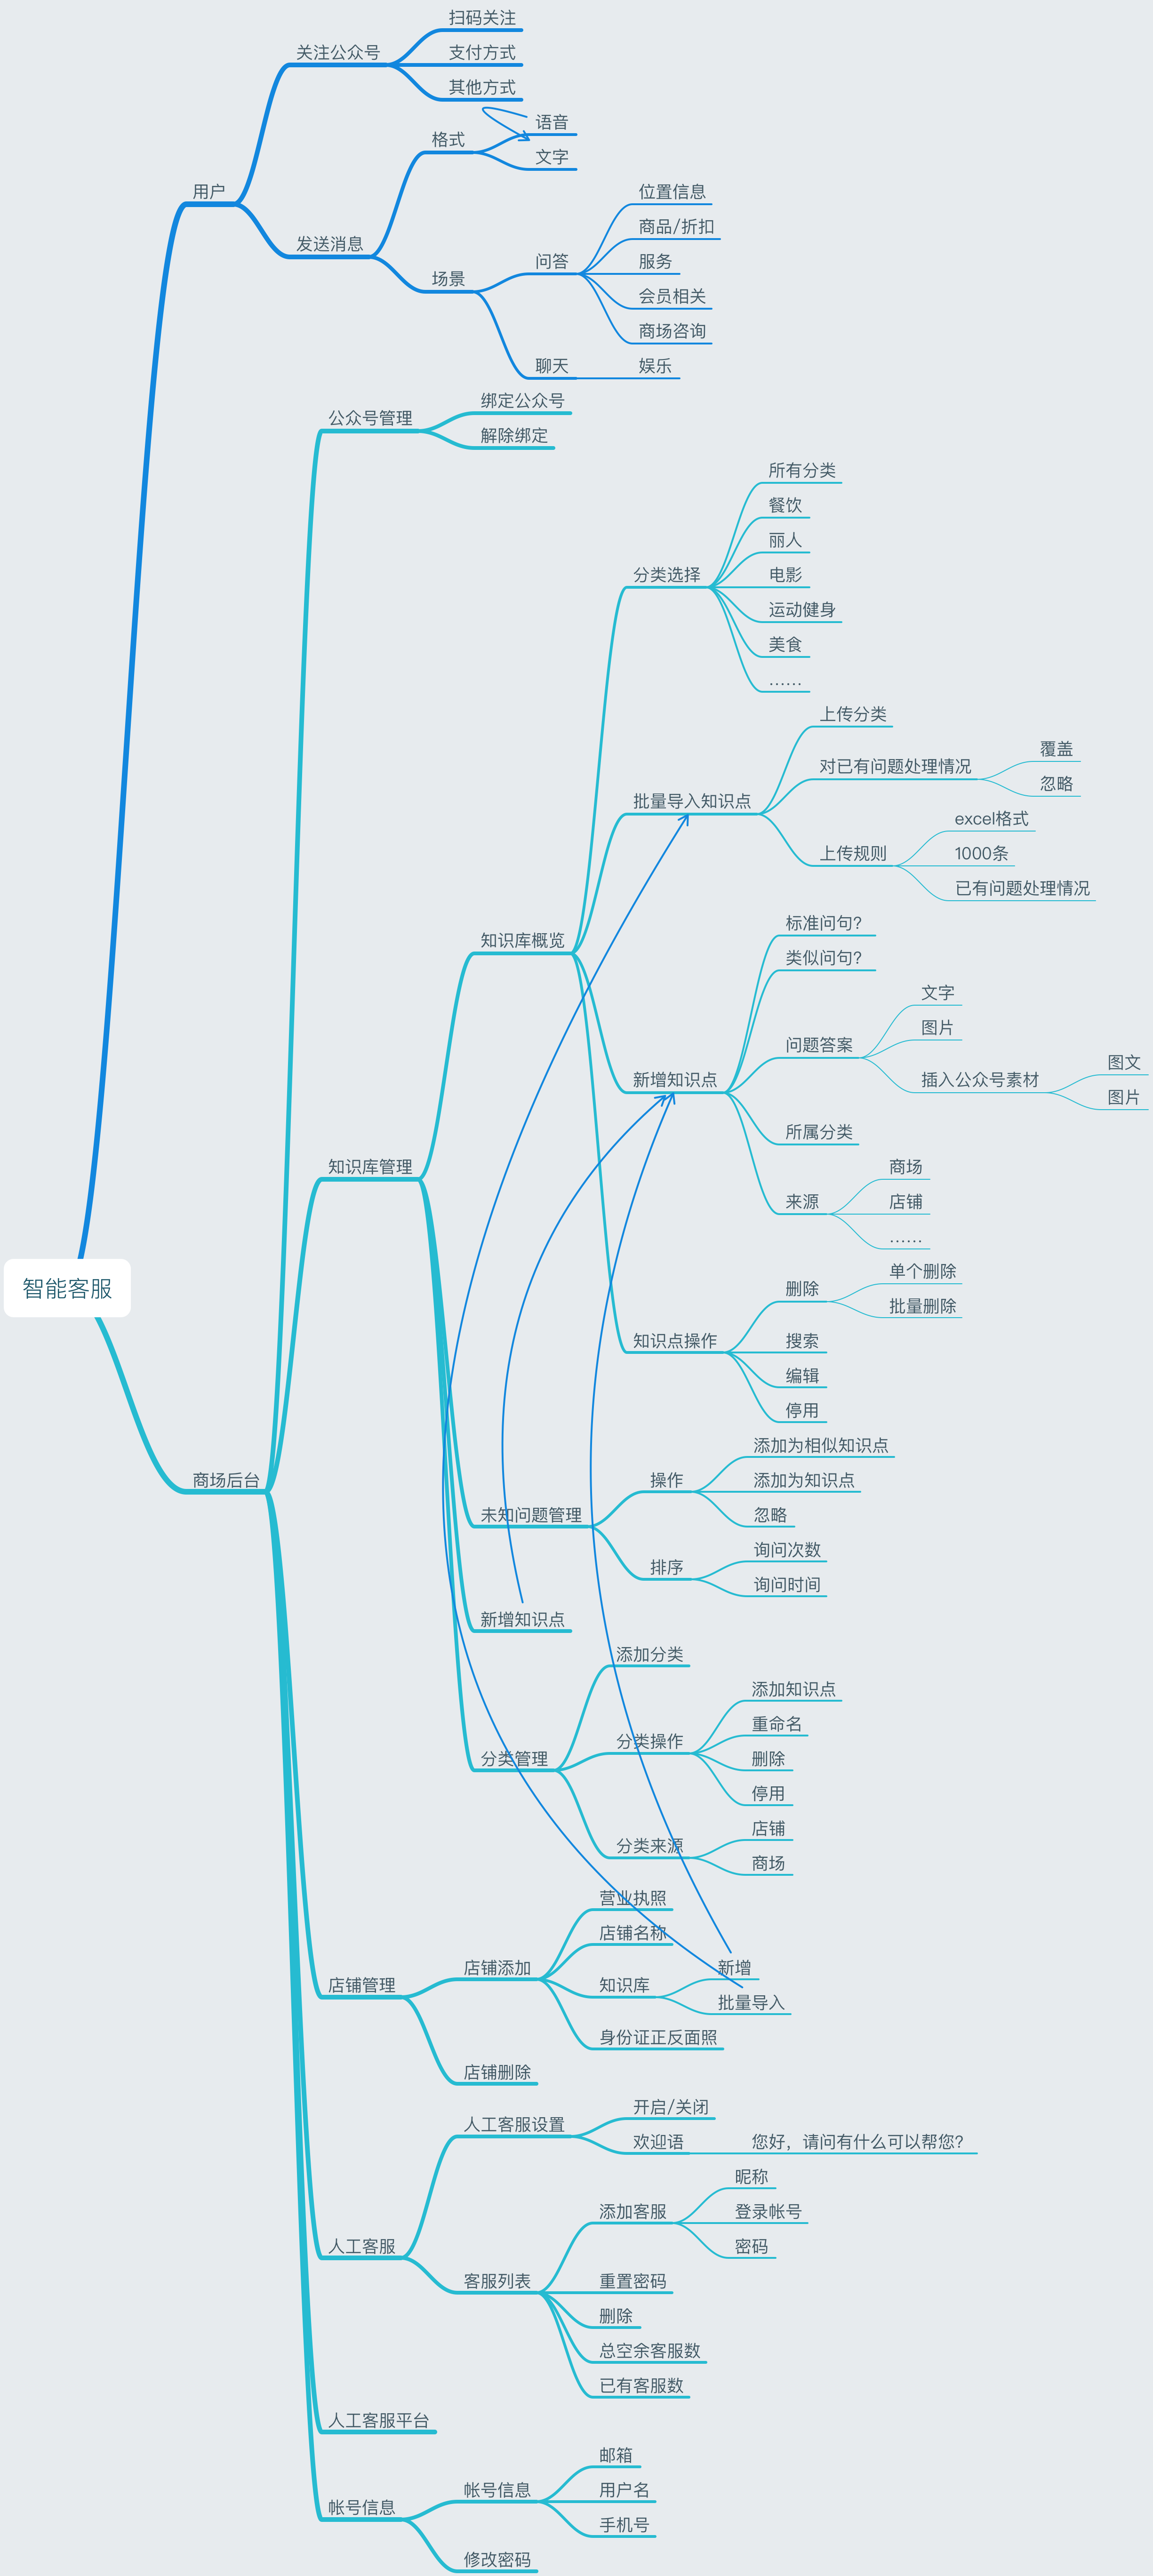 扫码关注
关注公众号
支付方式
其他方式
语音
格式
文字
用户
位置信息
商品/折扣
发送消息
问答
服务
场景
会员相关
商场咨询
聊天
娱乐
绑定公众号
公众号管理
解除绑定
所有分类
餐饮
丽人
分类选择
电影
运动健身
美食
……
上传分类
覆盖
对已有问题处理情况
忽略
批量导入知识点
excel格式
上传规则
1000条
已有问题处理情况
标准问句?
知识库概览
类似问句?
文字
图片
问题答案
图文
新增知识点
插入公众号素材
图片
所属分类
知识库管理
商场
来源
店铺
……
单个删除
智能客服
删除
批量删除
知识点操作
搜索
编辑
停用
添加为相似知识点
商场后台
操作
添加为知识点
未知问题管理
忽略
询问次数
排序
询问时间
新增知识点
添加分类
添加知识点
重命名
分类操作
分类管理
删除
停用
店铺
分类来源
商场
营业执照
店铺名称
店铺添加
新增
店铺管理
知识库
批量导入
身份证正反面照
店铺删除
开启/关闭
人工客服设置
欢迎语
您好，请问有什么可以帮您?
昵称
添加客服
登录帐号
人工客服
密码
客服列表
重置密码
删除
总空余客服数
已有客服数
人工客服平台
邮箱
帐号信息
用户名
帐号信息
手机号
修改密码